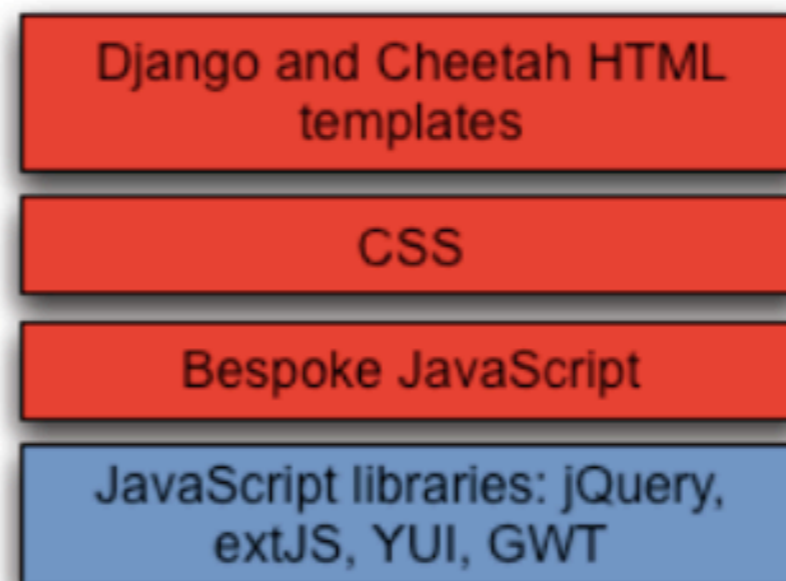 Django and Cheetah HTML
templates
CSS
Bespoke JavaScript
JavaScript libraries: jQuery,
extJS, YUI, GWT